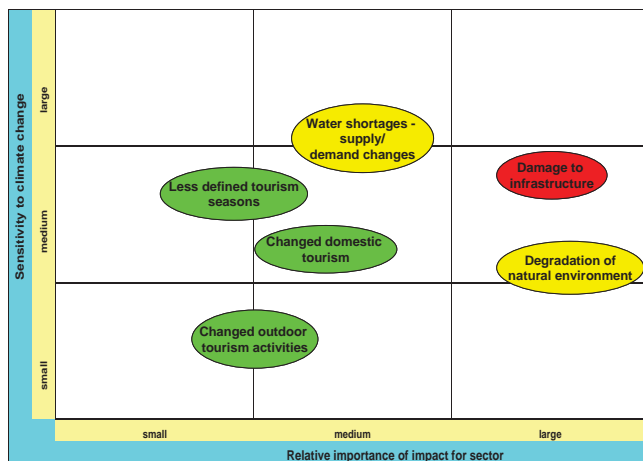 Sensitivity to climate change
large
medium
small
Water shortages -
supply/
demand changes
Less defined tourism
seasons
Damage to
infrastructure
Changed domestic
tourism
Degradation of
natural environment
Changed outdoor
tourism activities
small
medium
large
Relative importance of impact for sector